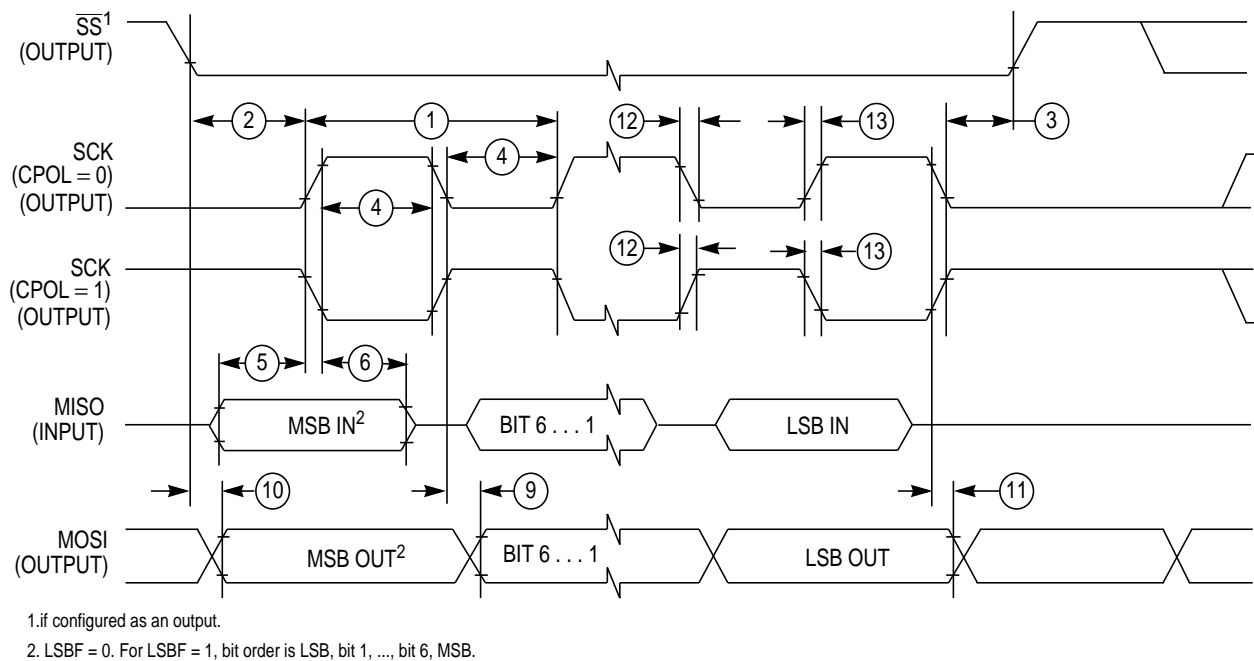 SS1
(OUTPUT)
2
1
12
13
3
SCK
(CPOL = 0)
(OUTPUT)
4
4
12
13
SCK
(CPOL = 1)
(OUTPUT)
5
6
MISO
(INPUT)
MSB IN2
BIT 6 . . . 1
LSB IN
10
9
11
MOSI
(OUTPUT)
MSB OUT2
BIT 6 . . . 1
LSB OUT
1.if configured as an output.
2. LSBF = 0. For LSBF = 1, bit order is LSB, bit 1, ..., bit 6, MSB.